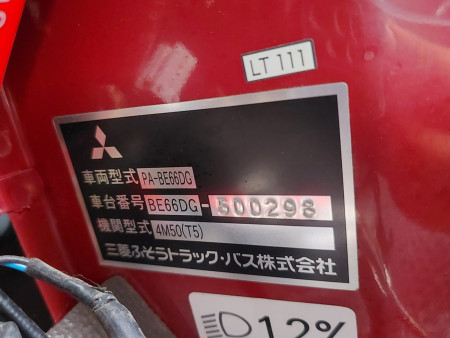 LT 111
車両型式 PA-BE66DG
車台番号 BE66DG-500298
機関型式 4M50(T5)
三菱ふそうトラック・バス株式会社
12%